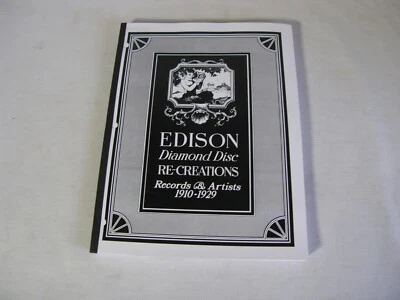 EDISON
Diamond Disc
RE-CREATIONS
Records & Artists
1910-1929